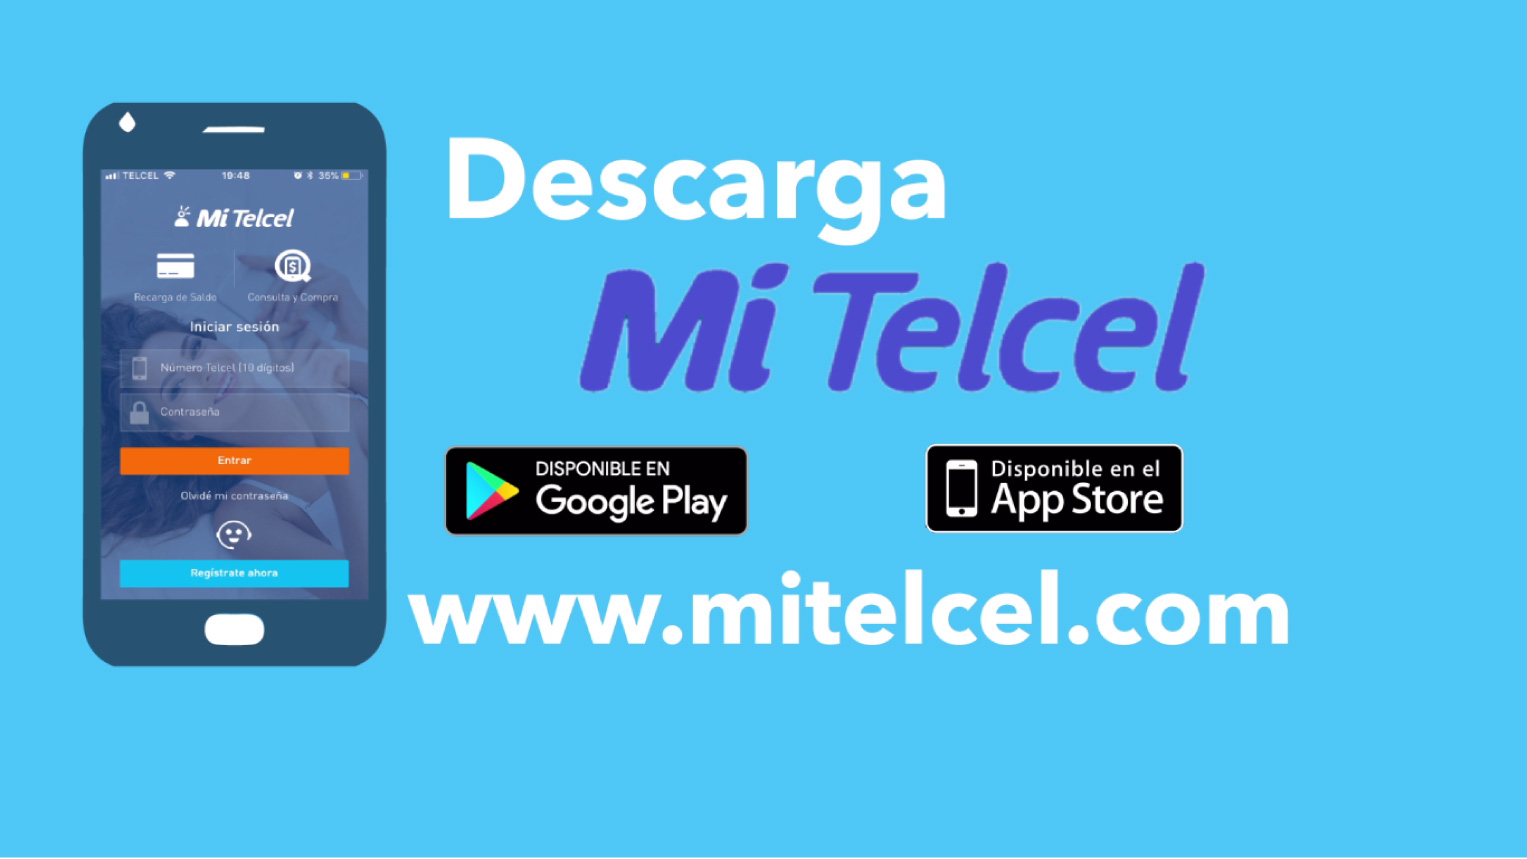 TELCEL 19:48 35%
Mi Telcel
Recarga de Saldo Consulta y Compra
Iniciar sesión
Número Telcel (10 dígitos)
Contraseña
Entrar
Olvidé mi contraseña
Regístrate ahora
Descarga
Mi Telcel
DISPONIBLE EN
Google Play
Disponible en el
App Store
www.mitelcel.com